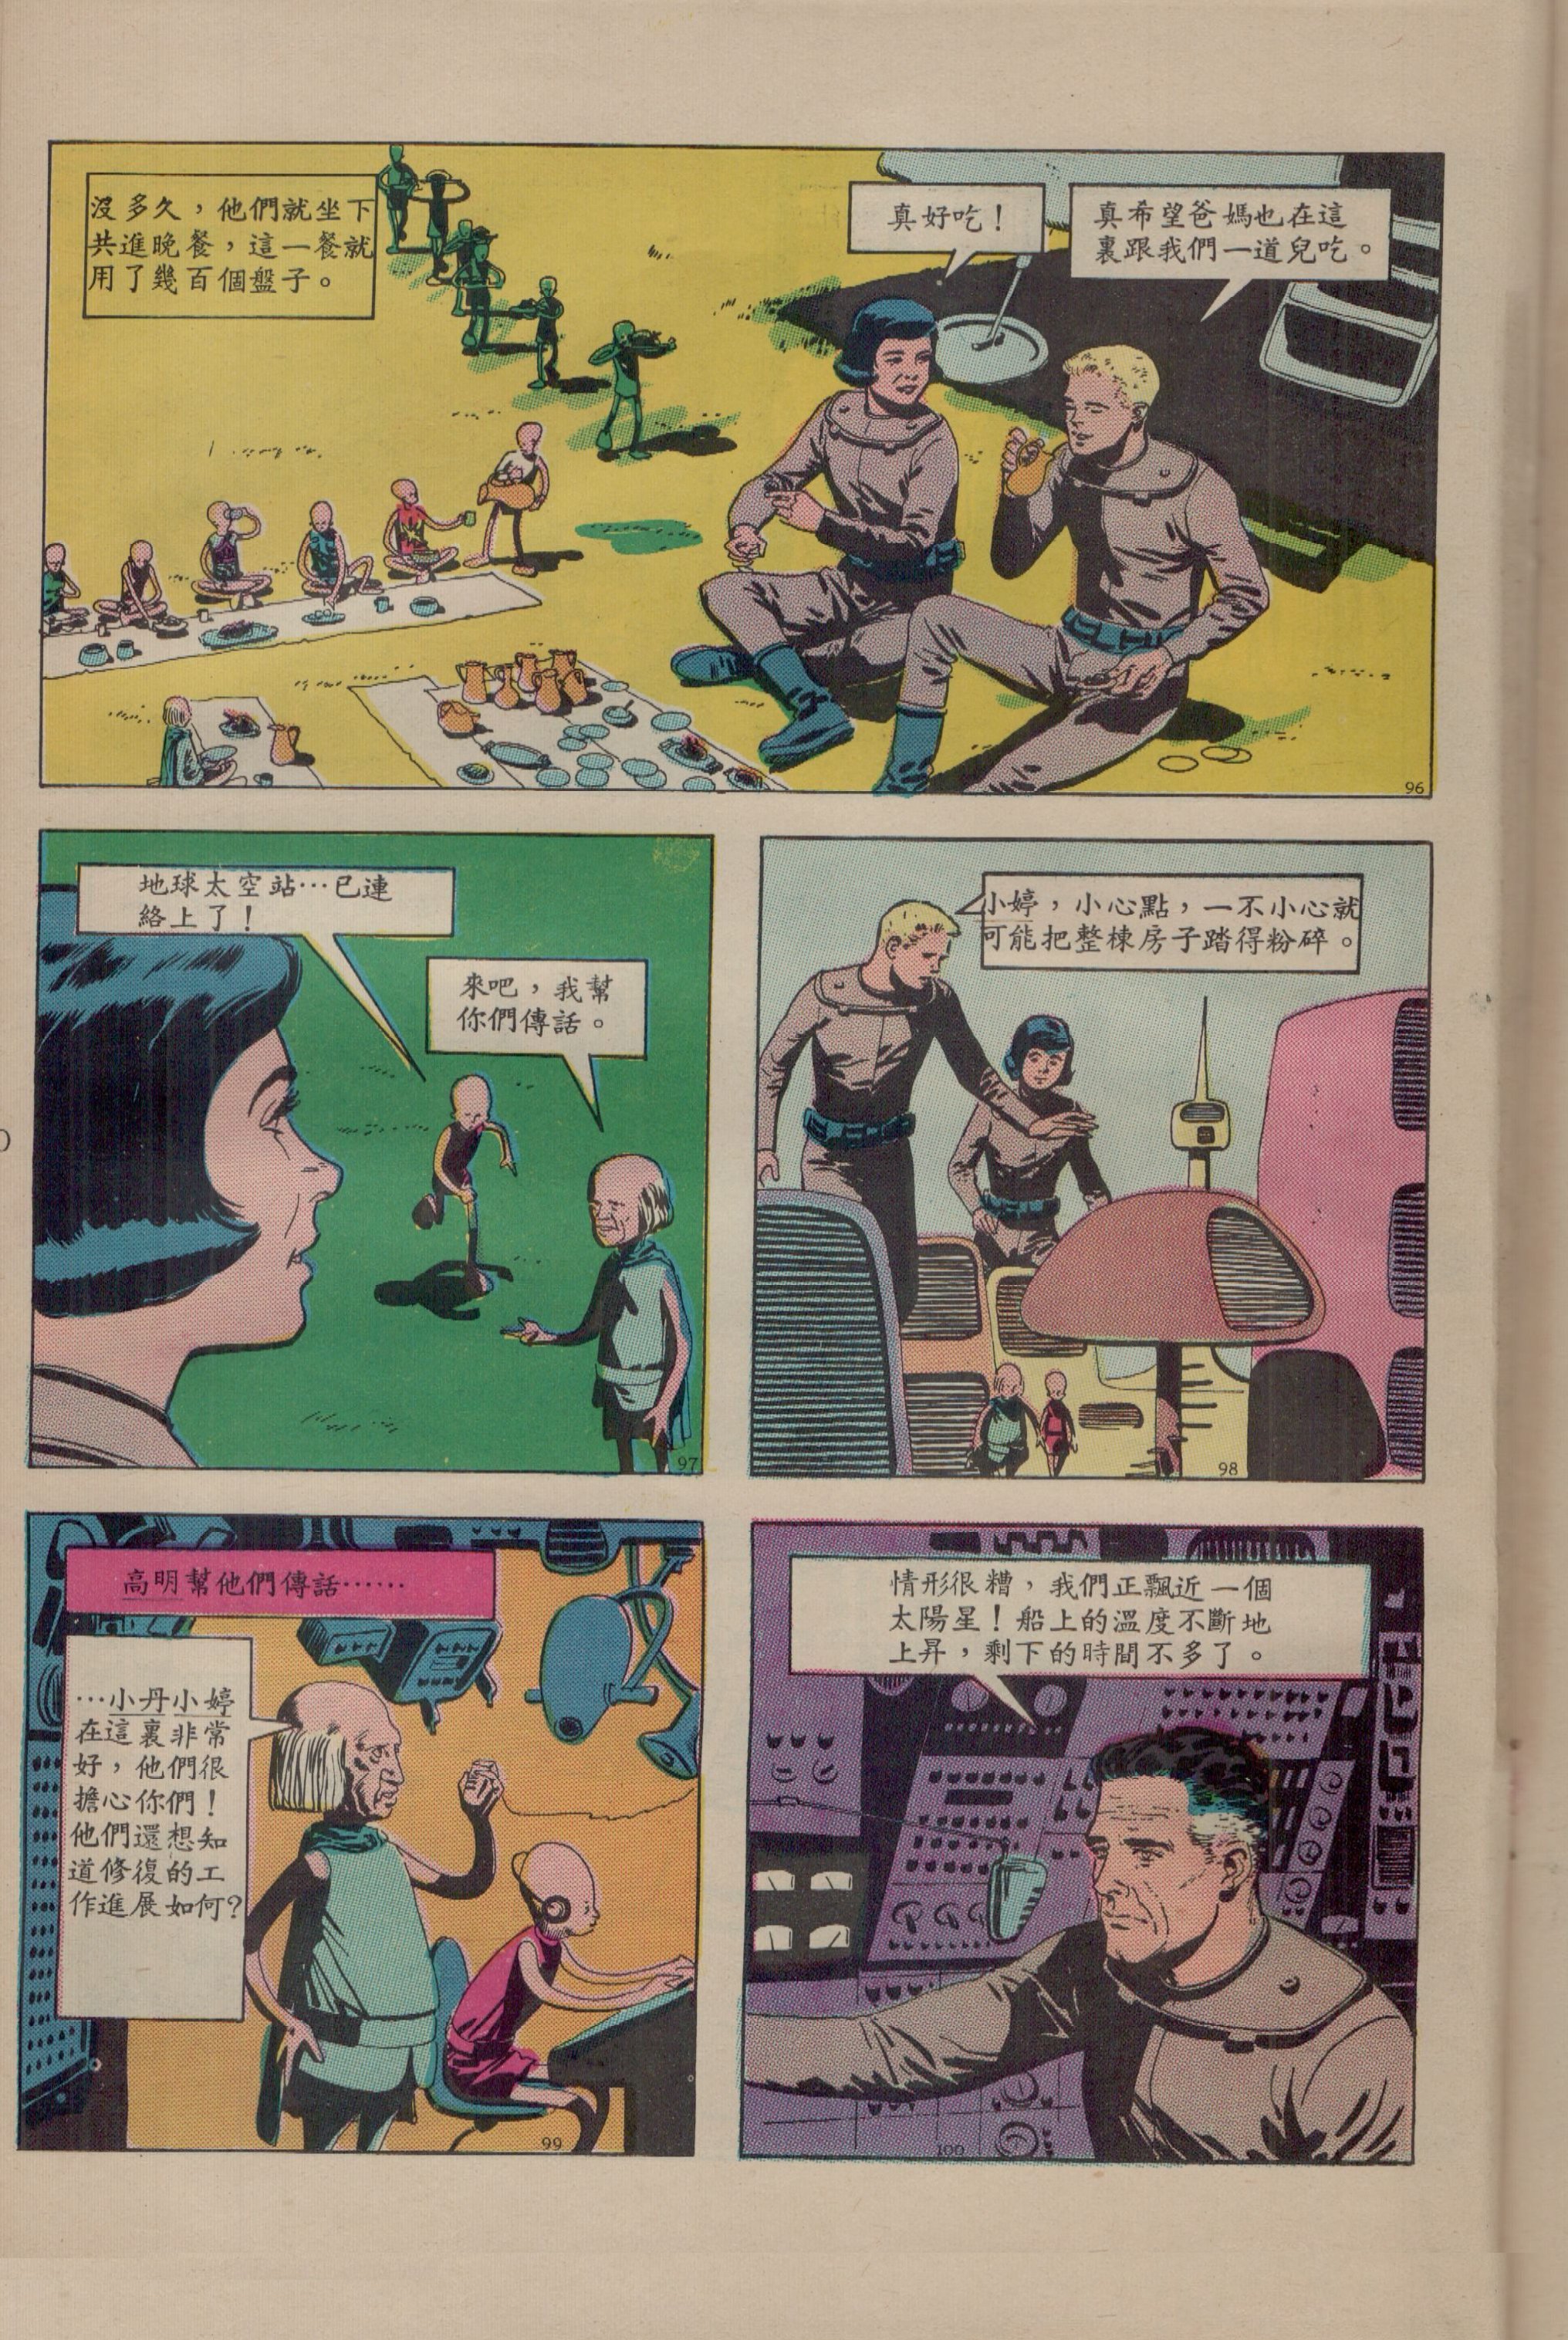 沒多久，他們就坐下
共進晚餐，這一餐就
用了幾百個盤子。
真好吃！
真希望爸媽也在這
裏跟我們一道兒吃。
96
地球太空站…已連
絡上了！
來吧，我幫
你們傳話。
97
小婷，小心點，一不小心就
可能把整棟房子踏得粉碎。
98
高明幫他們傳話……
…小丹小婷
在這裏非常
好，他們很
擔心你們！
他們還想知
道修復的工
作進展如何？
99
情形很糟，我們正飄近一個
太陽星！船上的溫度不斷地
上昇，剩下的時間不多了。
100